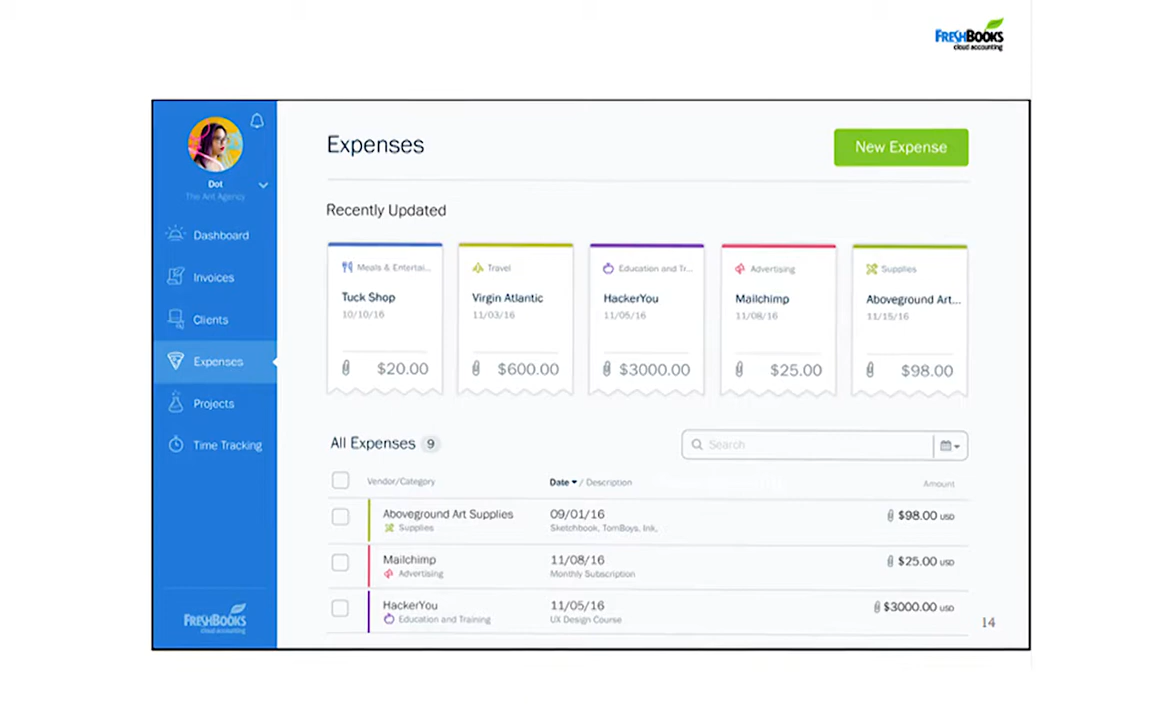 FRESHBOOKS
cloud accounting
Dot
The Ant Agency
Dashboard
Invoices
Clients
Expenses
Projects
Time Tracking
FRESHBOOKS
cloud accounting
Expenses
New Expense
Recently Updated
Meals & Entertai...
Tuck Shop
10/10/16
$20.00
Travel
Virgin Atlantic
11/03/16
$600.00
Education and Tr...
HackerYou
11/05/16
$3000.00
Advertising
Mailchimp
11/08/16
$25.00
Supplies
Aboveground Art...
11/15/16
$98.00
All Expenses 9
Search
Vendor/Category Date / Description Amount
Aboveground Art Supplies 09/01/16 $98.00 USD
Supplies Sketchbook, TomBoys, Ink,
Mailchimp 11/08/16 $25.00 USD
Advertising Monthly Subscription
HackerYou 11/05/16 $3000.00 USD
Education and Training UX Design Course
14